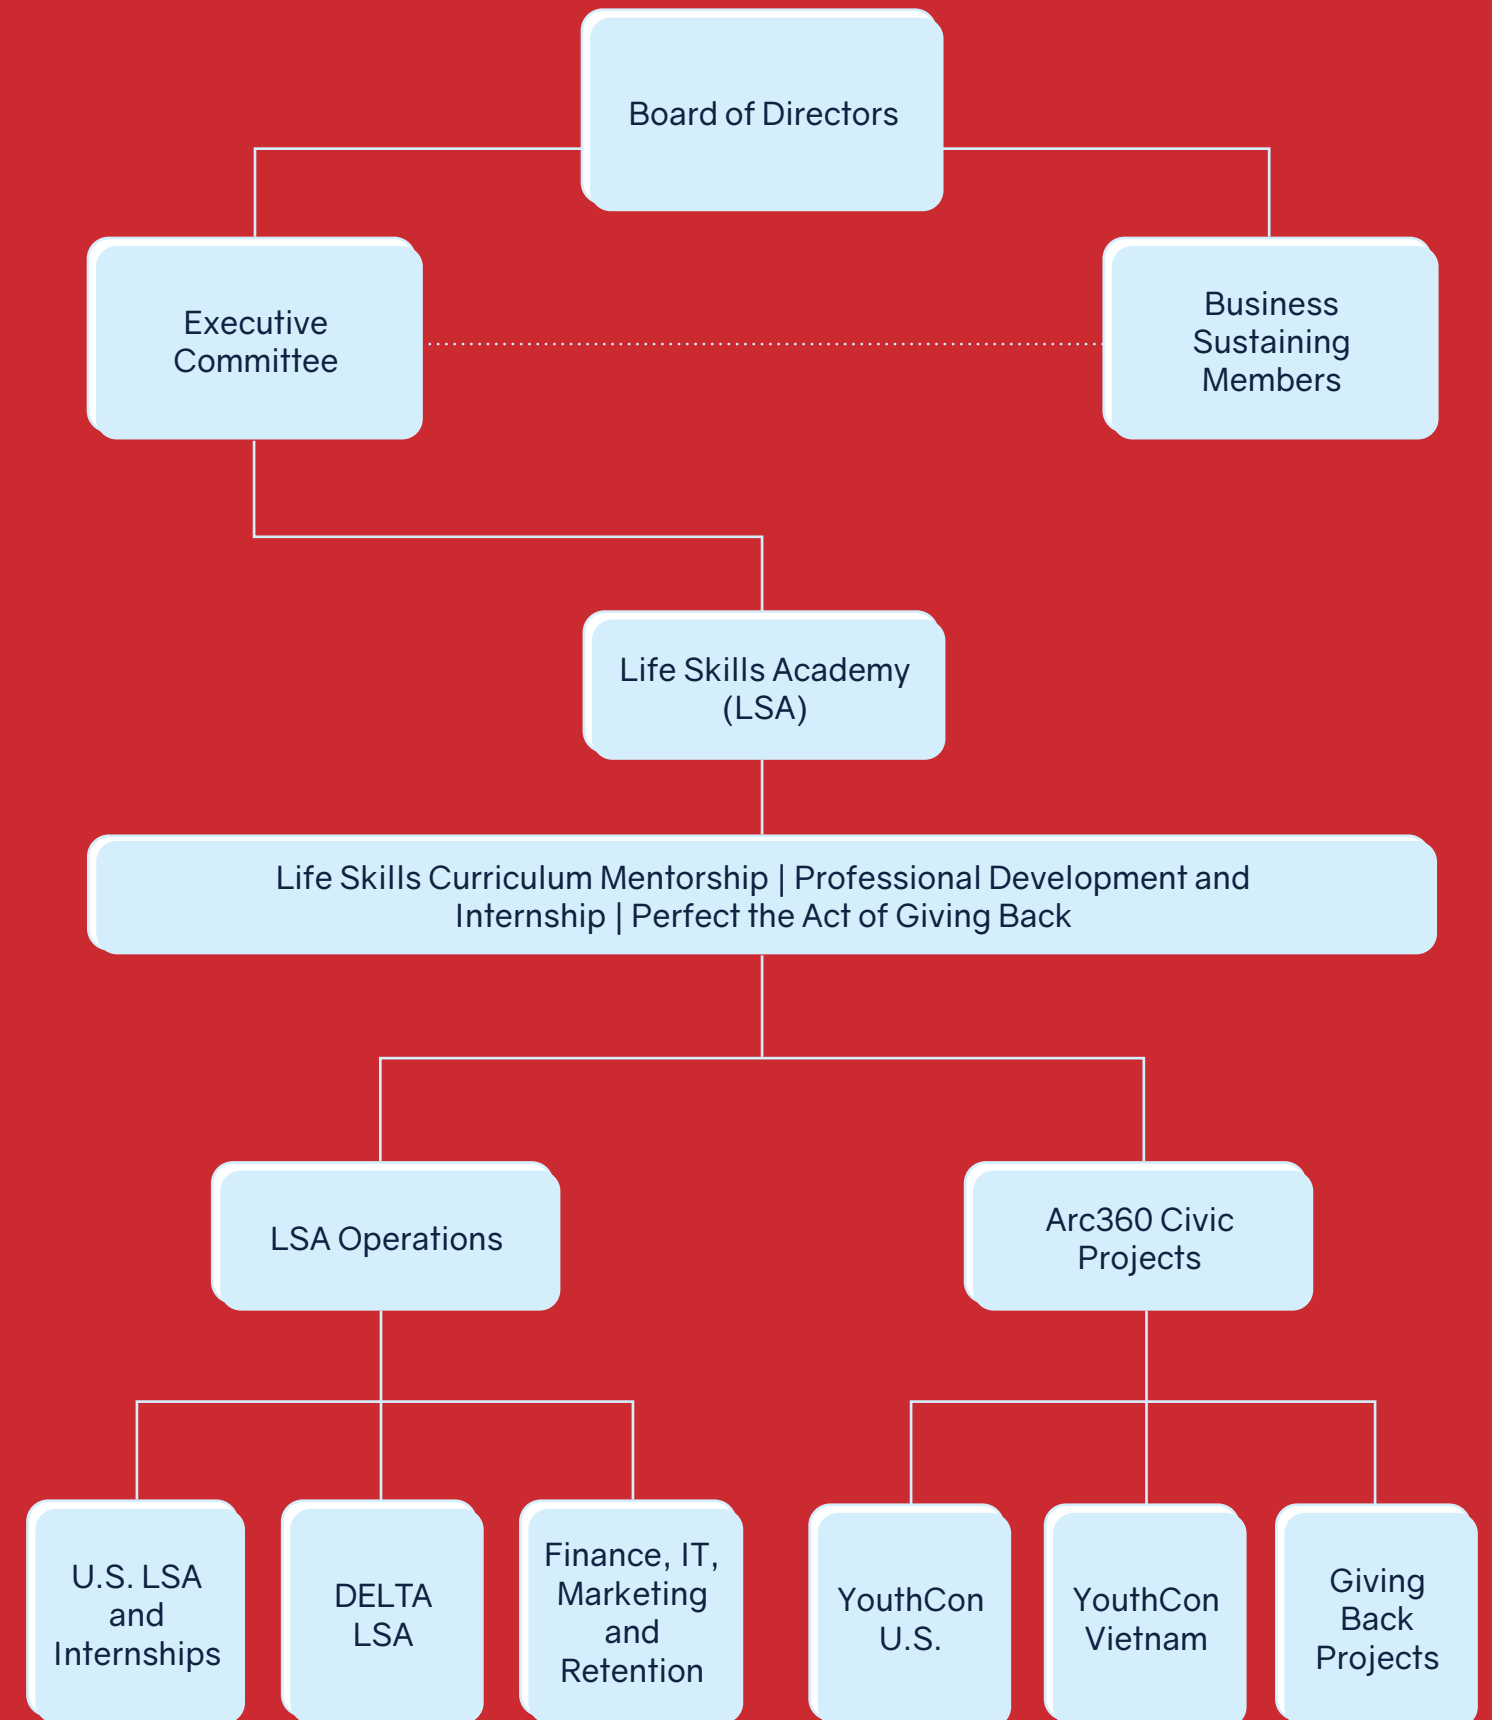 Board of Directors
Executive
Committee
Business
Sustaining
Members
Life Skills Academy
(LSA)
Life Skills Curriculum Mentorship | Professional Development and
Internship | Perfect the Act of Giving Back
LSA Operations
Arc360 Civic
Projects
U.S. LSA
and
Internships
DELTA
LSA
Finance, IT,
Marketing
and
Retention
YouthCon
U.S.
YouthCon
Vietnam
Giving
Back
Projects